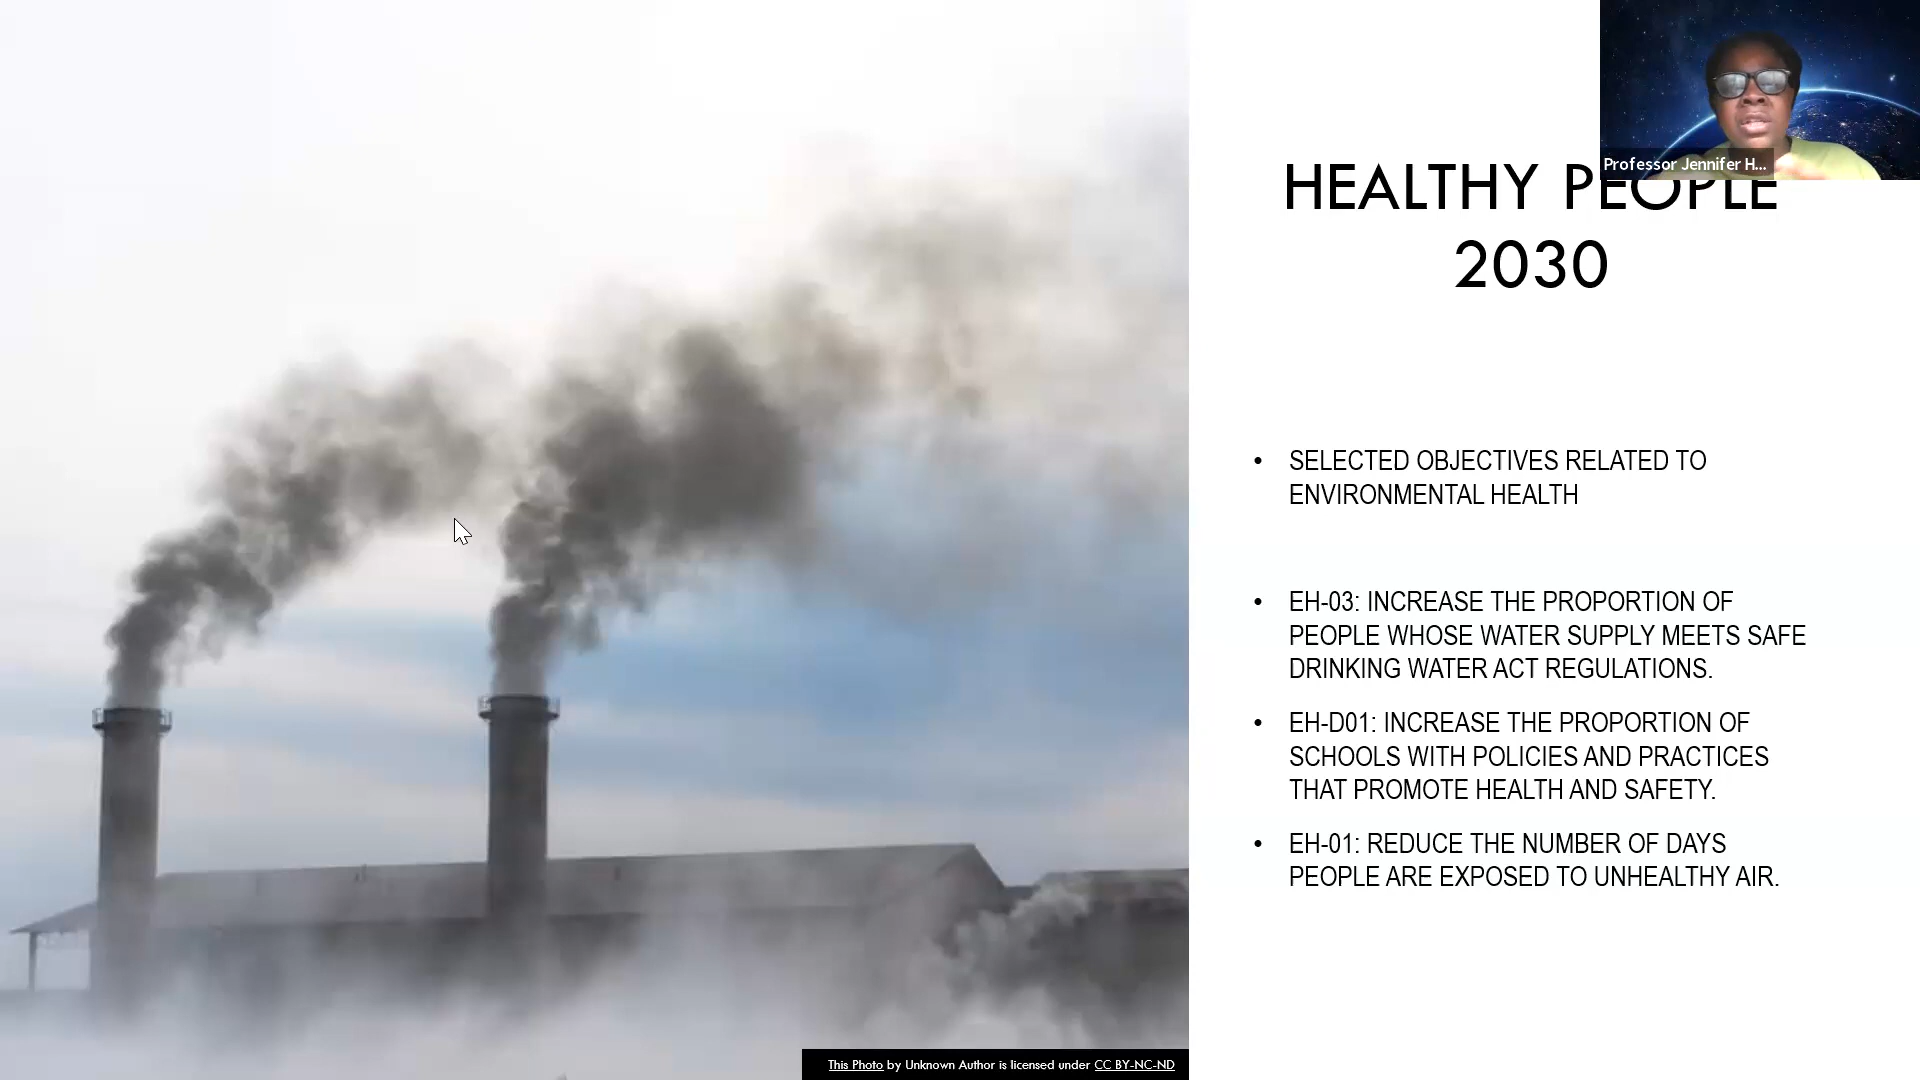 Professor Jennifer H...
HEALTHY PEOPLE
2030
• SELECTED OBJECTIVES RELATED TO
ENVIRONMENTAL HEALTH
• EH-03: INCREASE THE PROPORTION OF
PEOPLE WHOSE WATER SUPPLY MEETS SAFE
DRINKING WATER ACT REGULATIONS.
• EH-D01: INCREASE THE PROPORTION OF
SCHOOLS WITH POLICIES AND PRACTICES
THAT PROMOTE HEALTH AND SAFETY.
• EH-01: REDUCE THE NUMBER OF DAYS
PEOPLE ARE EXPOSED TO UNHEALTHY AIR.
This Photo by Unknown Author is licensed under CC BY-NC-ND